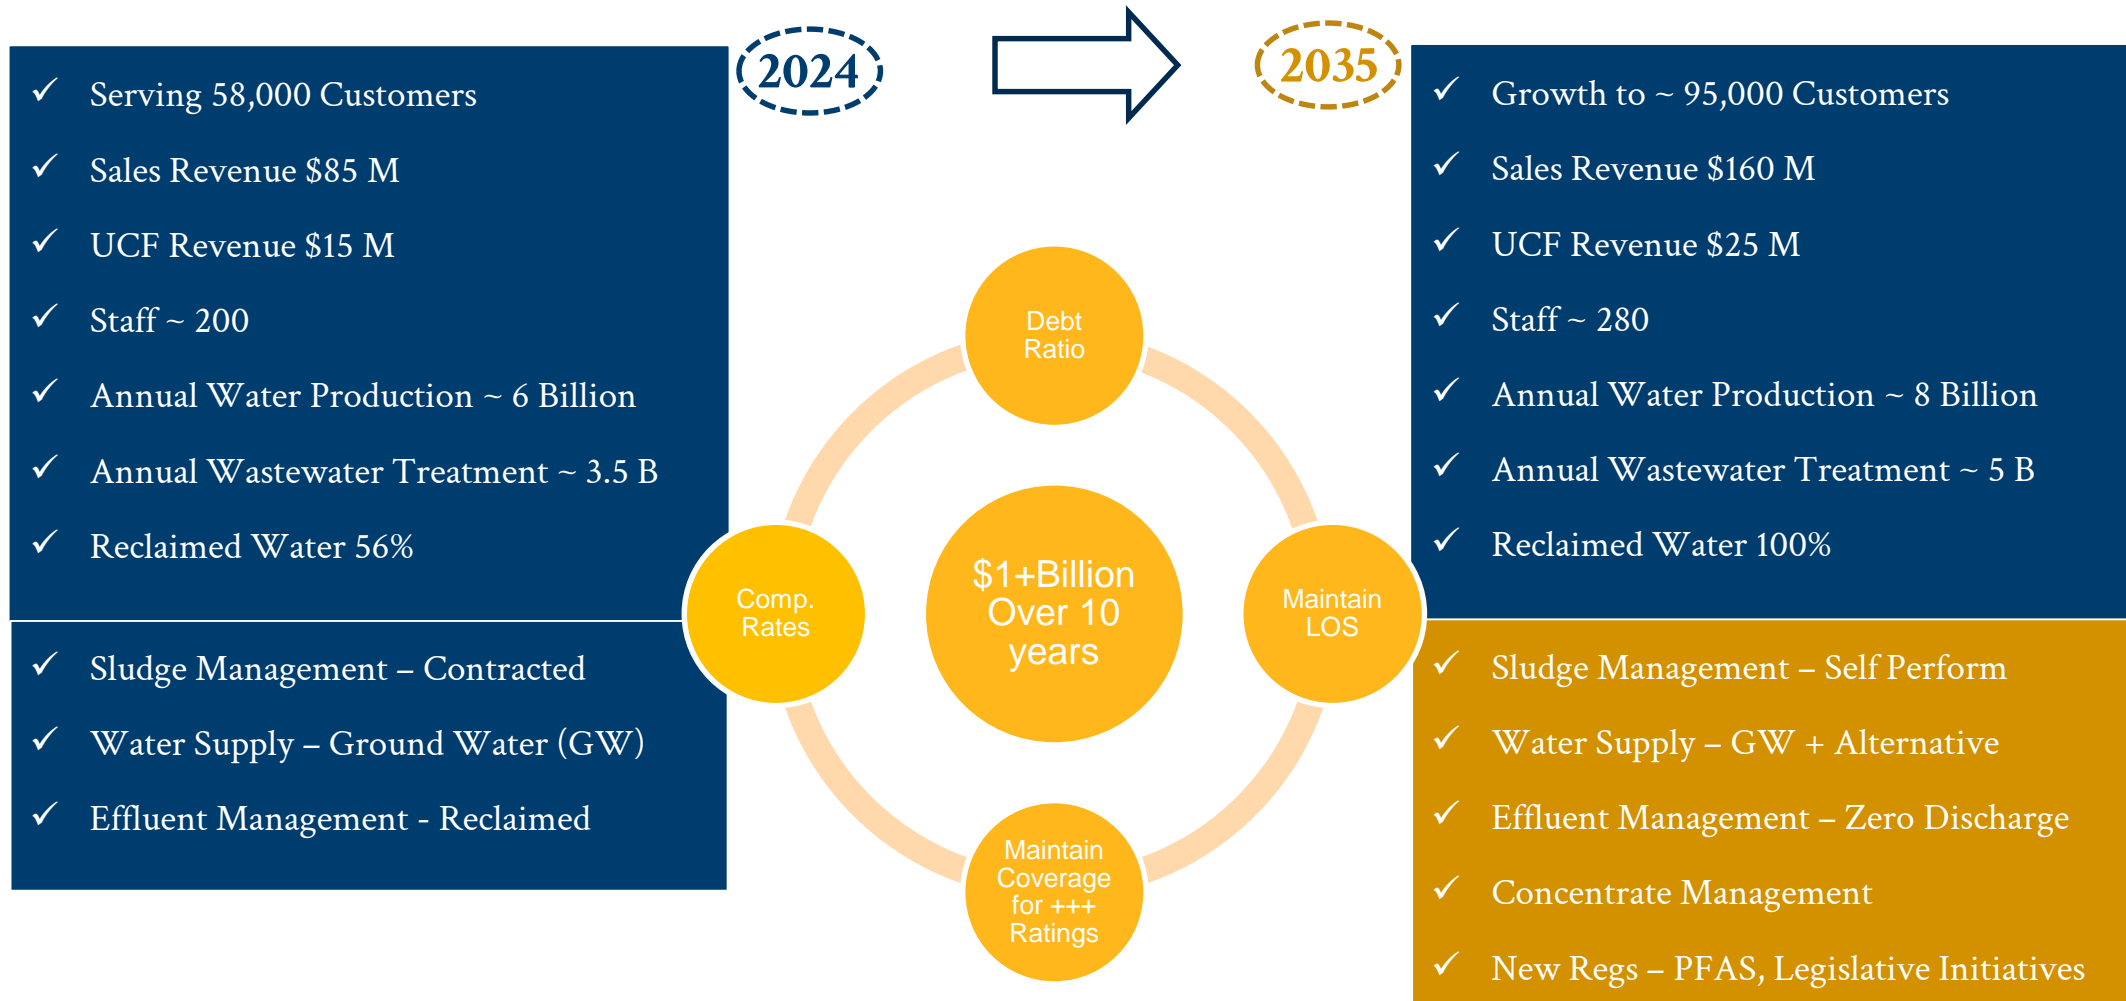 2024
2035
✓ Serving 58,000 Customers
✓ Sales Revenue $85 M
✓ UCF Revenue $15 M
✓ Staff ~ 200
✓ Annual Water Production ~ 6 Billion
✓ Annual Wastewater Treatment ~ 3.5 B
✓ Reclaimed Water 56%
✓ Sludge Management – Contracted
✓ Water Supply – Ground Water (GW)
✓ Effluent Management - Reclaimed
Debt
Ratio
Comp.
Rates
$1+Billion
Over 10
years
Maintain
LOS
Maintain
Coverage
for +++
Ratings
✓ Growth to ~ 95,000 Customers
✓ Sales Revenue $160 M
✓ UCF Revenue $25 M
✓ Staff ~ 280
✓ Annual Water Production ~ 8 Billion
✓ Annual Wastewater Treatment ~ 5 B
✓ Reclaimed Water 100%
✓ Sludge Management – Self Perform
✓ Water Supply – GW + Alternative
✓ Effluent Management – Zero Discharge
✓ Concentrate Management
✓ New Regs – PFAS, Legislative Initiatives